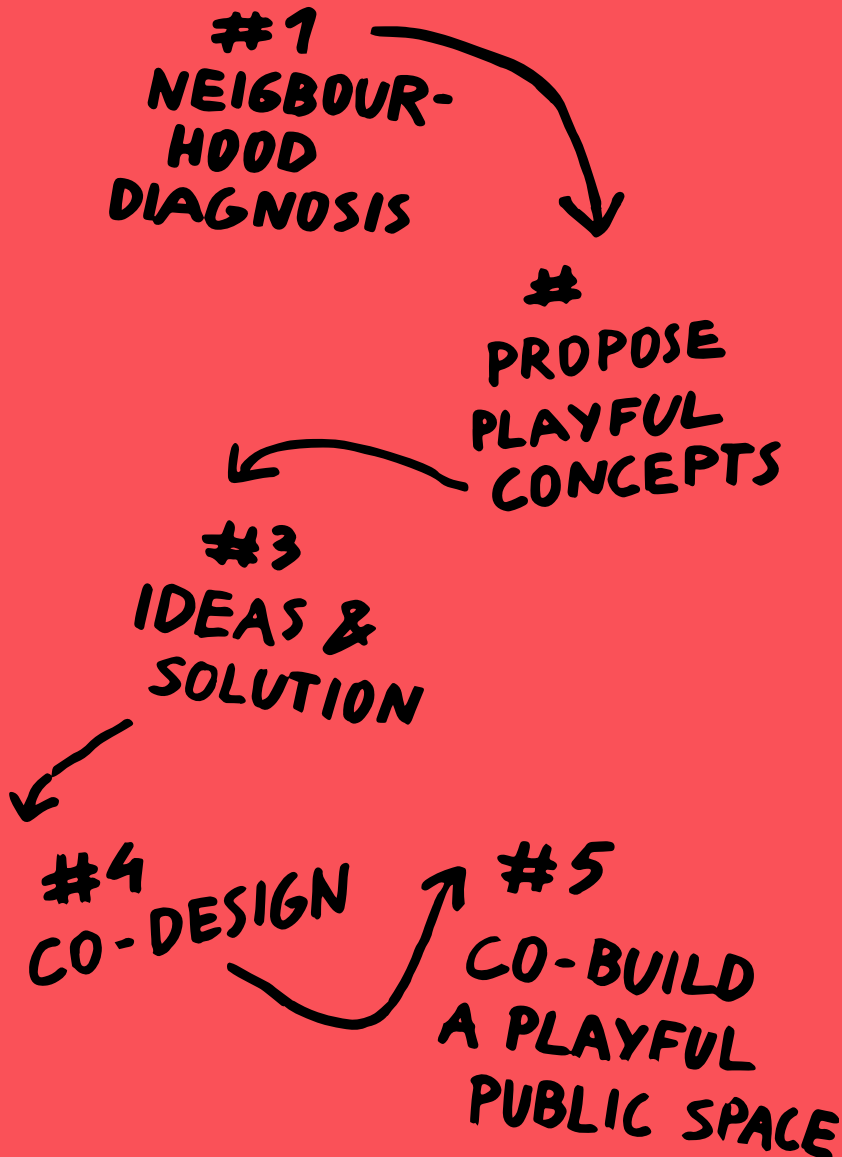 #1
NEIGBOUR-
HOOD
DIAGNOSIS
#
PROPOSE
PLAYFUL
CONCEPTS
#3
IDEAS &
SOLUTION
#4
CO-DESIGN
#5
CO-BUILD
A PLAYFUL
PUBLIC SPACE